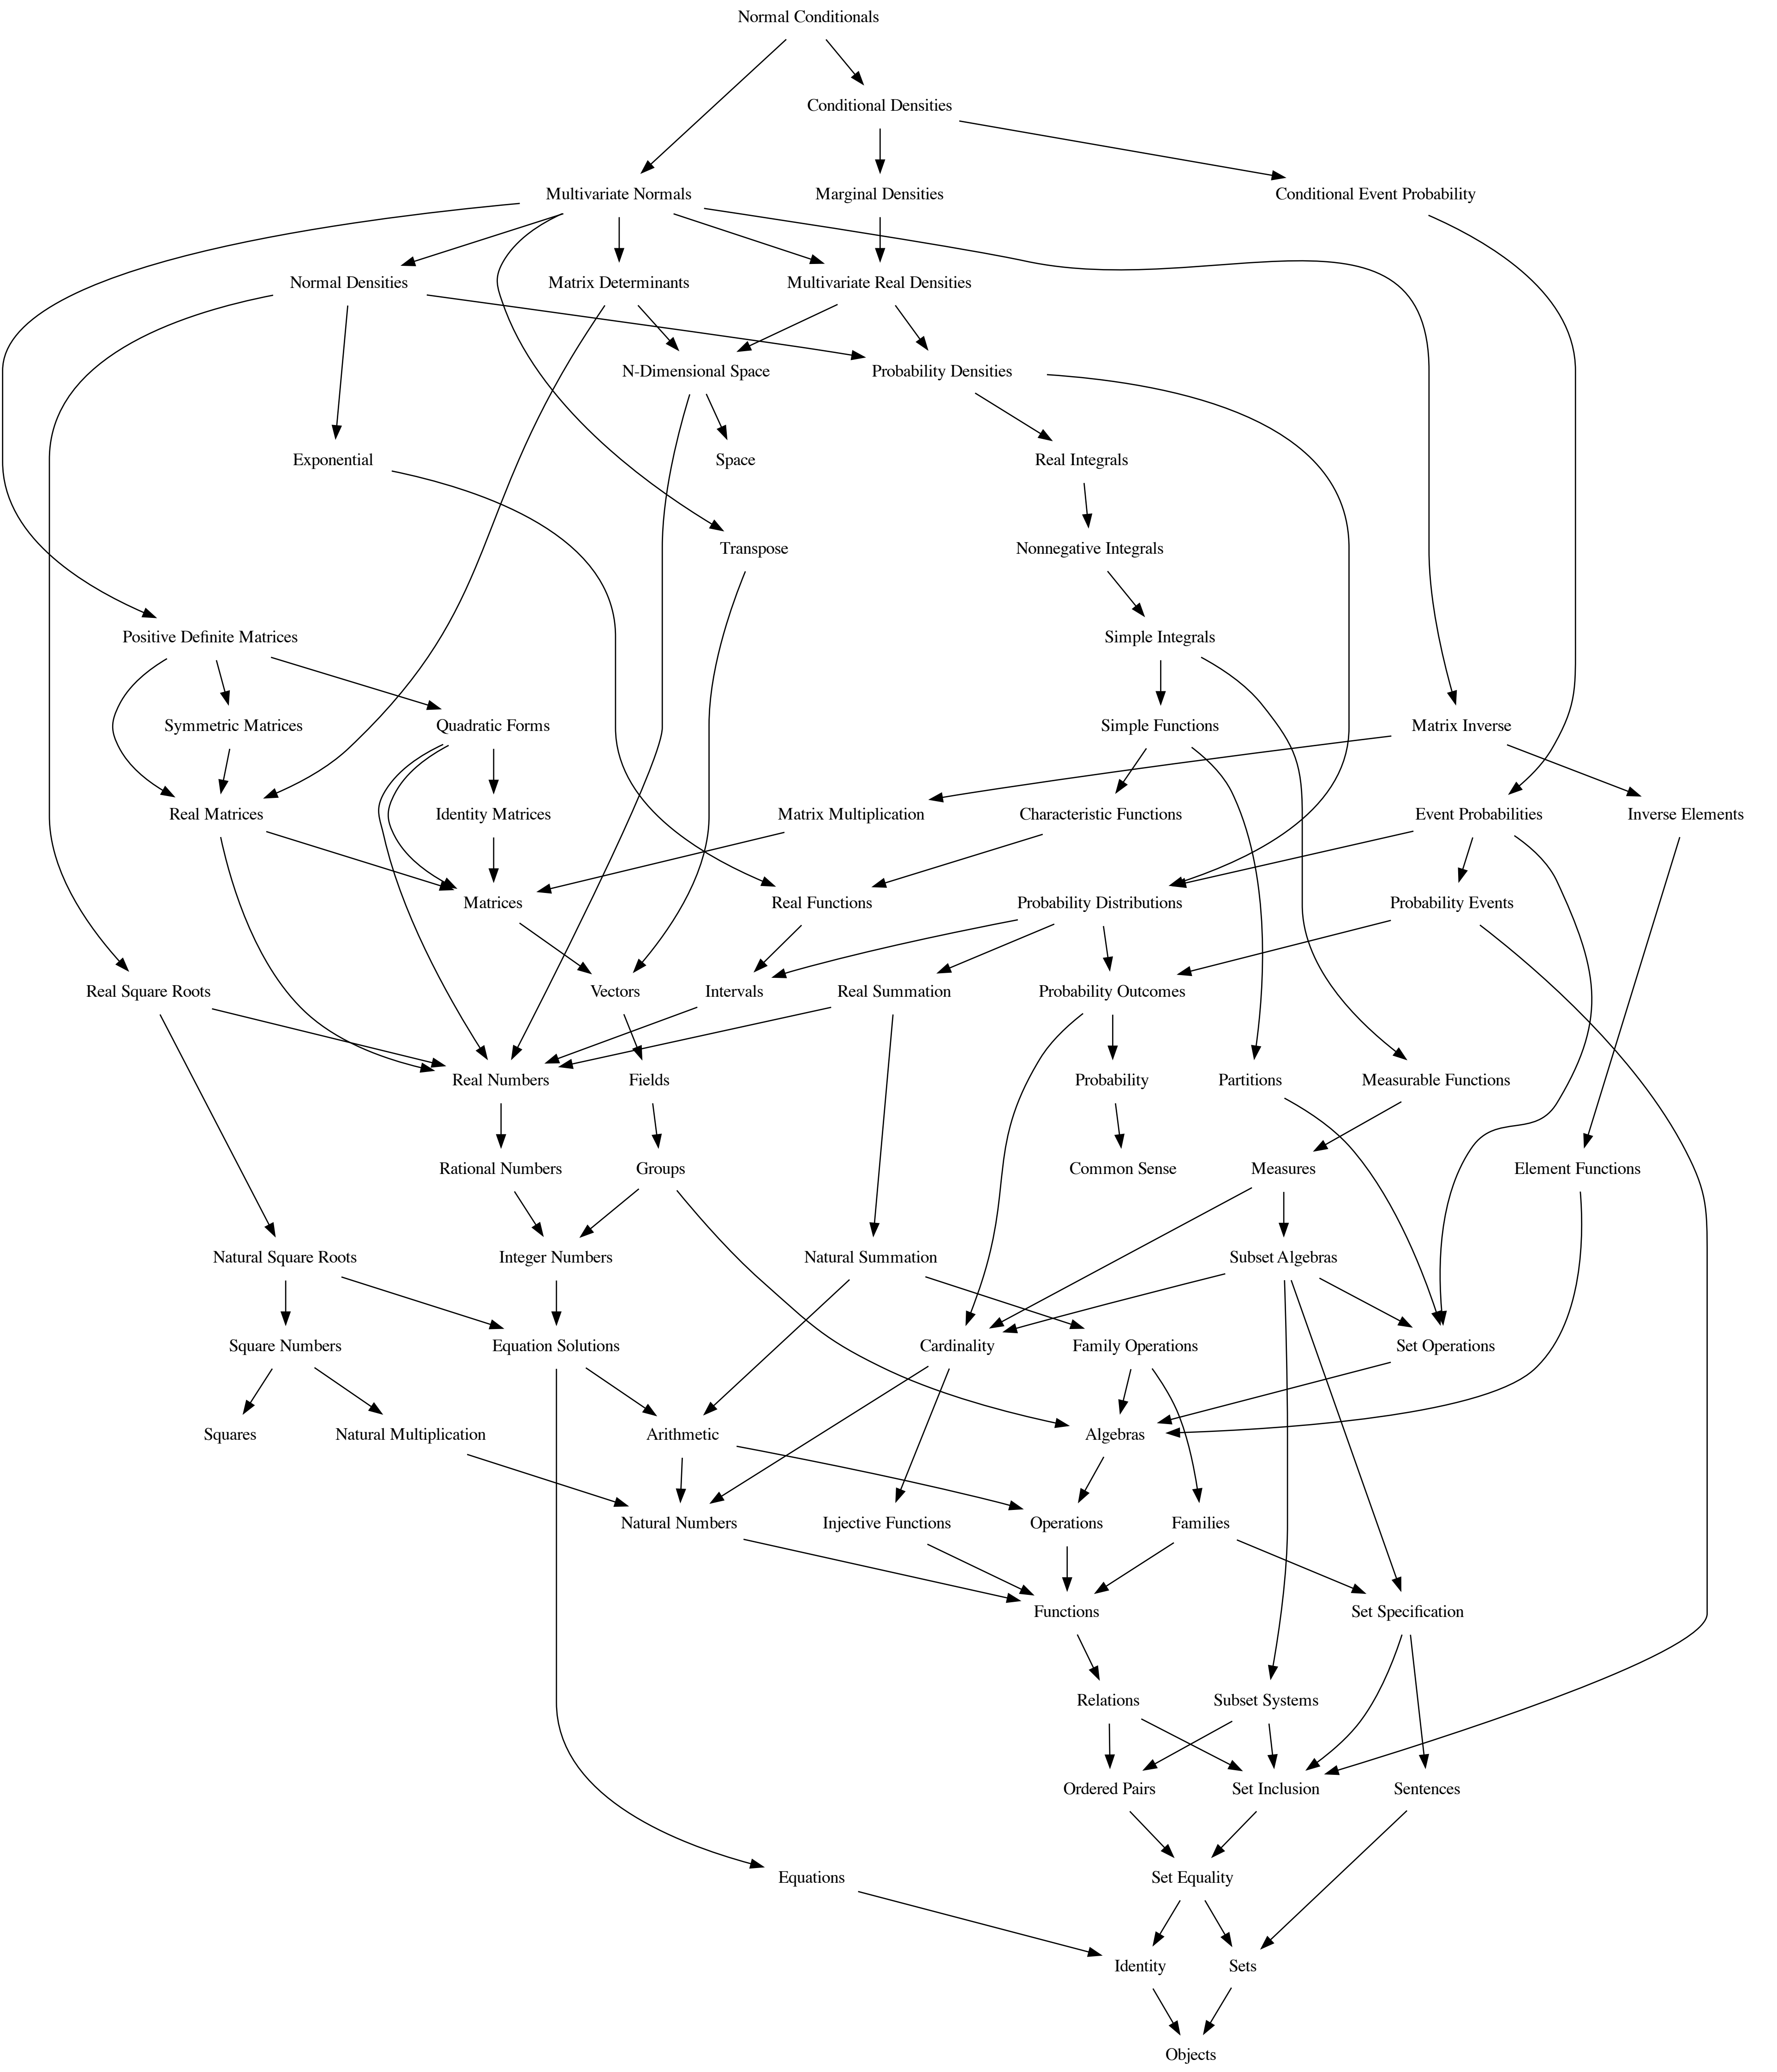 Normal Conditionals
Conditional Densities
Multivariate Normals
Marginal Densities
Conditional Event Probability
Normal Densities
Matrix Determinants
Multivariate Real Densities
N-Dimensional Space
Probability Densities
Exponential
Space
Real Integrals
Transpose
Nonnegative Integrals
Positive Definite Matrices
Simple Integrals
Symmetric Matrices
Quadratic Forms
Simple Functions
Matrix Inverse
Real Matrices
Identity Matrices
Matrix Multiplication
Characteristic Functions
Event Probabilities
Inverse Elements
Matrices
Real Functions
Probability Distributions
Probability Events
Real Square Roots
Vectors
Intervals
Real Summation
Probability Outcomes
Real Numbers
Fields
Probability
Partitions
Measurable Functions
Rational Numbers
Groups
Common Sense
Measures
Element Functions
Natural Square Roots
Integer Numbers
Natural Summation
Subset Algebras
Square Numbers
Equation Solutions
Cardinality
Family Operations
Set Operations
Squares
Natural Multiplication
Arithmetic
Algebras
Natural Numbers
Injective Functions
Operations
Families
Functions
Set Specification
Relations
Subset Systems
Ordered Pairs
Set Inclusion
Sentences
Equations
Set Equality
Identity
Sets
Objects